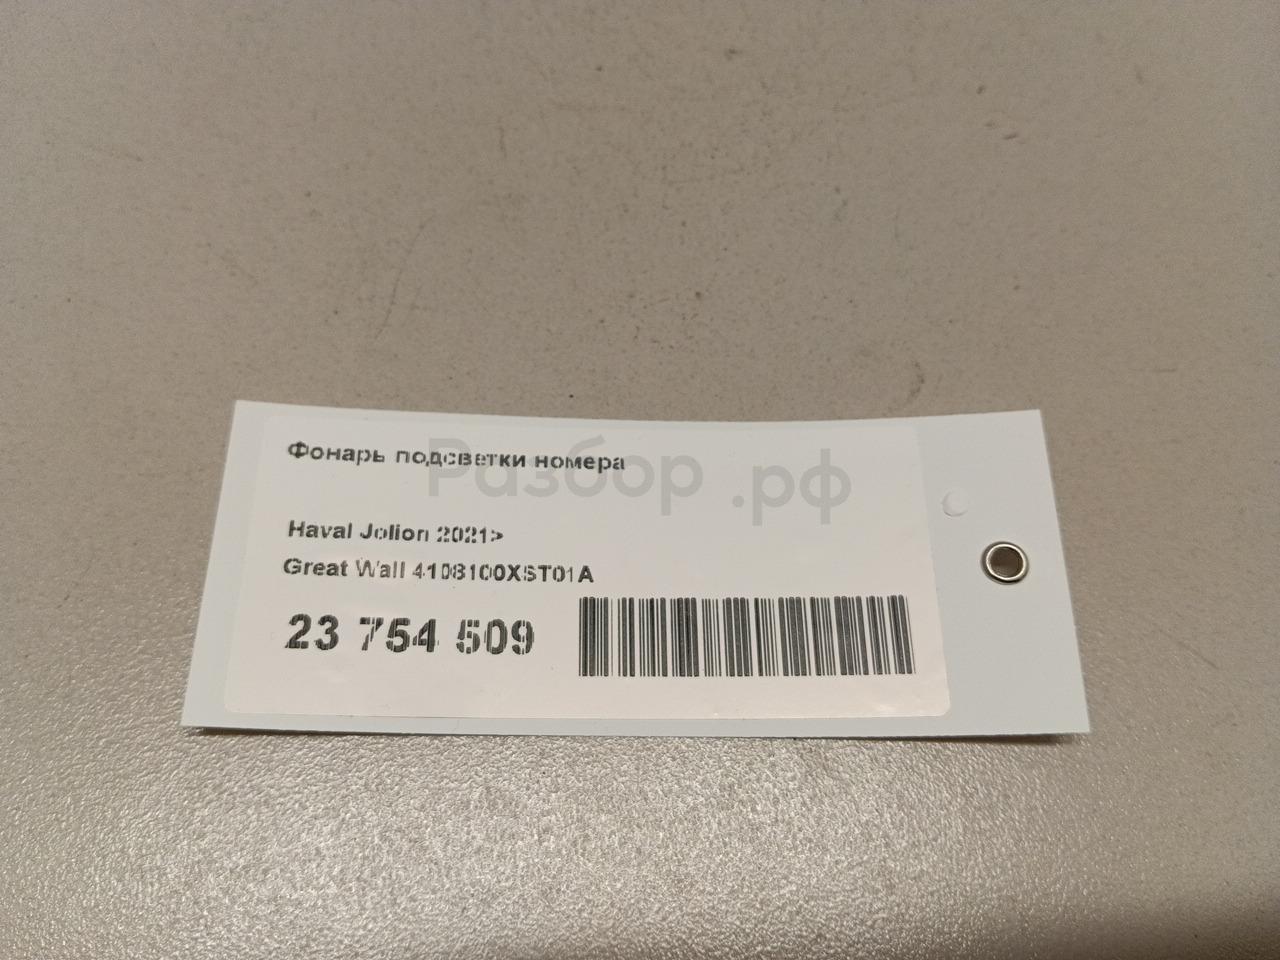 Фонарь подсветки номера
Разбор.рф
Haval Jolion 2021>
Great Wall 4108100XST01A
23 754 509